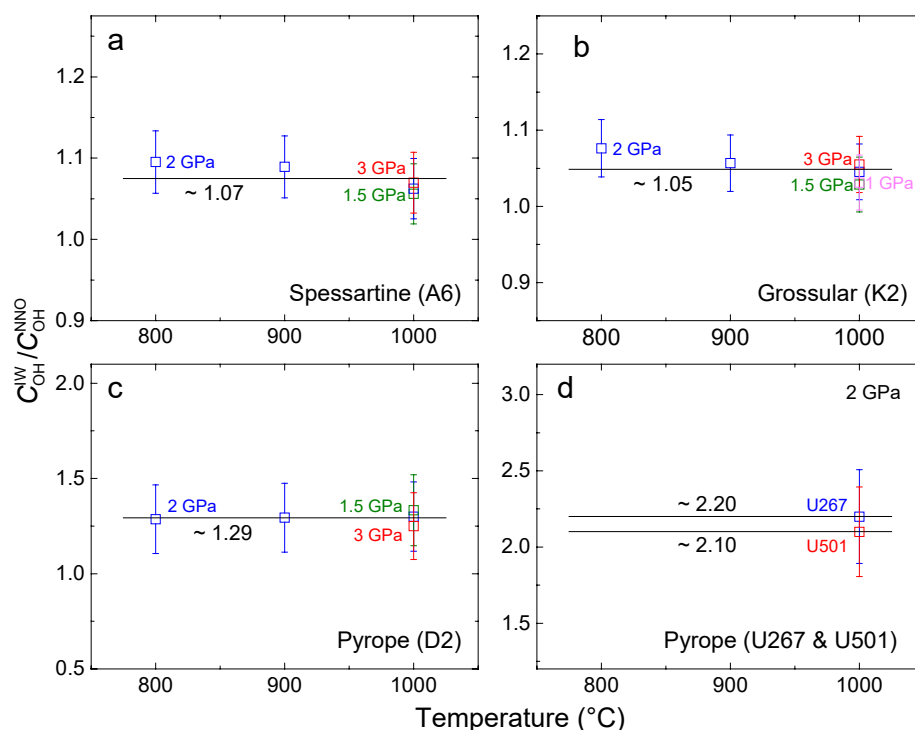 a
1.2
1.1
1.0
0.9
2 GPa
3 GPa
1.5 GPa
~ 1.07
Spessartine (A6)
800
900
1000
b
1.2
1.1
1.0
0.9
2 GPa
3 GPa
1.5 GPa
1 GPa
~ 1.05
Grossular (K2)
800
900
1000
C^IW_OH/C^NNO_OH
c
2.0
1.5
1.0
0.5
2 GPa
1.5 GPa
3 GPa
~ 1.29
Pyrope (D2)
800
900
1000
d
3.0
2.5
2.0
1.5
2 GPa
~ 2.20
U267
~ 2.10
U501
Pyrope (U267 & U501)
800
900
1000
Temperature (°C)